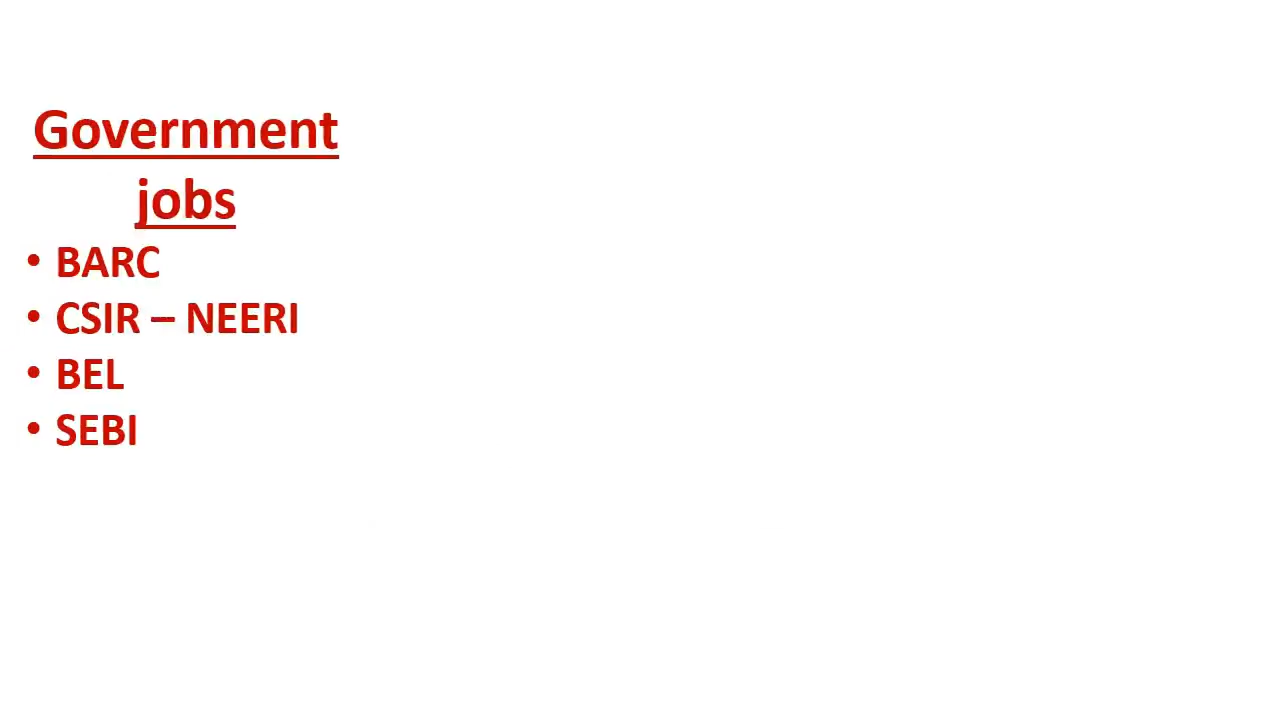 Government
jobs
• BARC
• CSIR – NEERI
• BEL
• SEBI